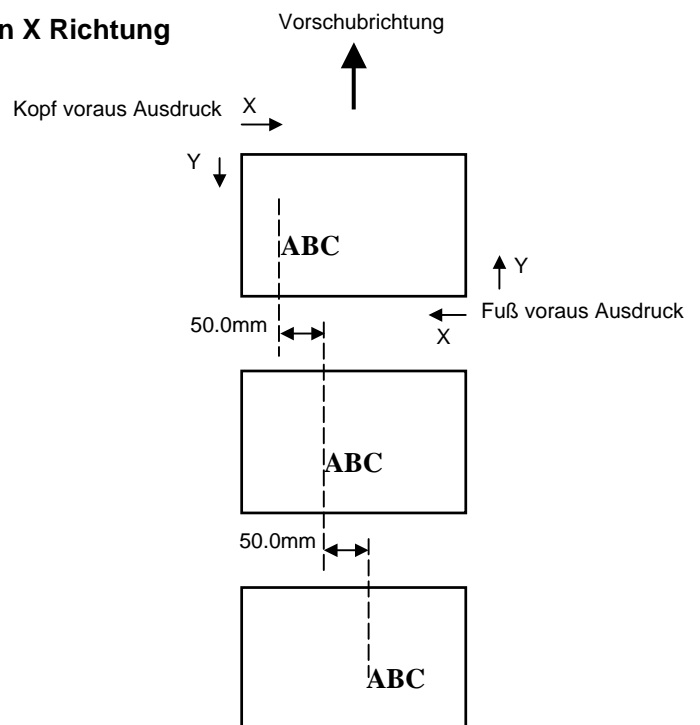 n X Richtung
Vorschubrichtung
Kopf voraus Ausdruck
X
Y
ABC
Y
50.0mm
X
Fuß voraus Ausdruck
ABC
50.0mm
ABC